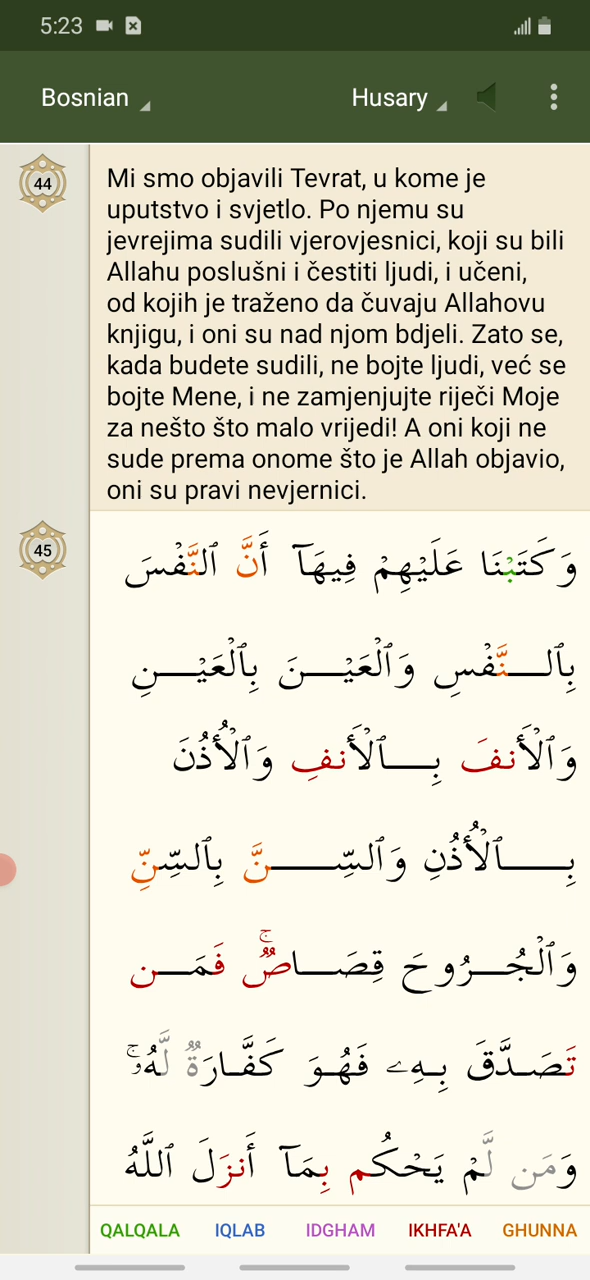 5:23
Bosnian
Husary
44
Mi smo objavili Tevrat, u kome je
uputstvo i svjetlo. Po njemu su
jevrejima sudili vjerovjesnici, koji su bili
Allahu poslušni i čestiti ljudi, i učeni,
od kojih je traženo da čuvaju Allahovu
knjigu, i oni su nad njom bdjeli. Zato se,
kada budete sudili, ne bojte ljudi, već se
bojte Mene, i ne zamjenjujte riječi Moje
za nešto što malo vrijedi! A oni koji ne
sude prema onome što je Allah objavio,
oni su pravi nevjernici.
45
وَكَتَبْنَا عَلَيْهِمْ فِيهَآ أَنَّ ٱلنَّفْسَ
بِٱلنَّفْسِ وَٱلْعَيْنَ بِٱلْعَيْنِ
وَٱلْأَنفَ بِٱلْأَنفِ وَٱلْأُذُنَ
بِٱلْأُذُنِ وَٱلسِّنَّ بِٱلسِّنِّ
وَٱلْجُرُوحَ قِصَاصٌۭ ۚ فَمَن
تَصَدَّقَ بِهِۦ فَهُوَ كَفَّارَةٌۭ لَّهُۥ ۚ
وَمَن لَّمْ يَحْكُم بِمَآ أَنزَلَ ٱللَّهُ
QALQALA IQLAB IDGHAM IKHFA'A GHUNNA